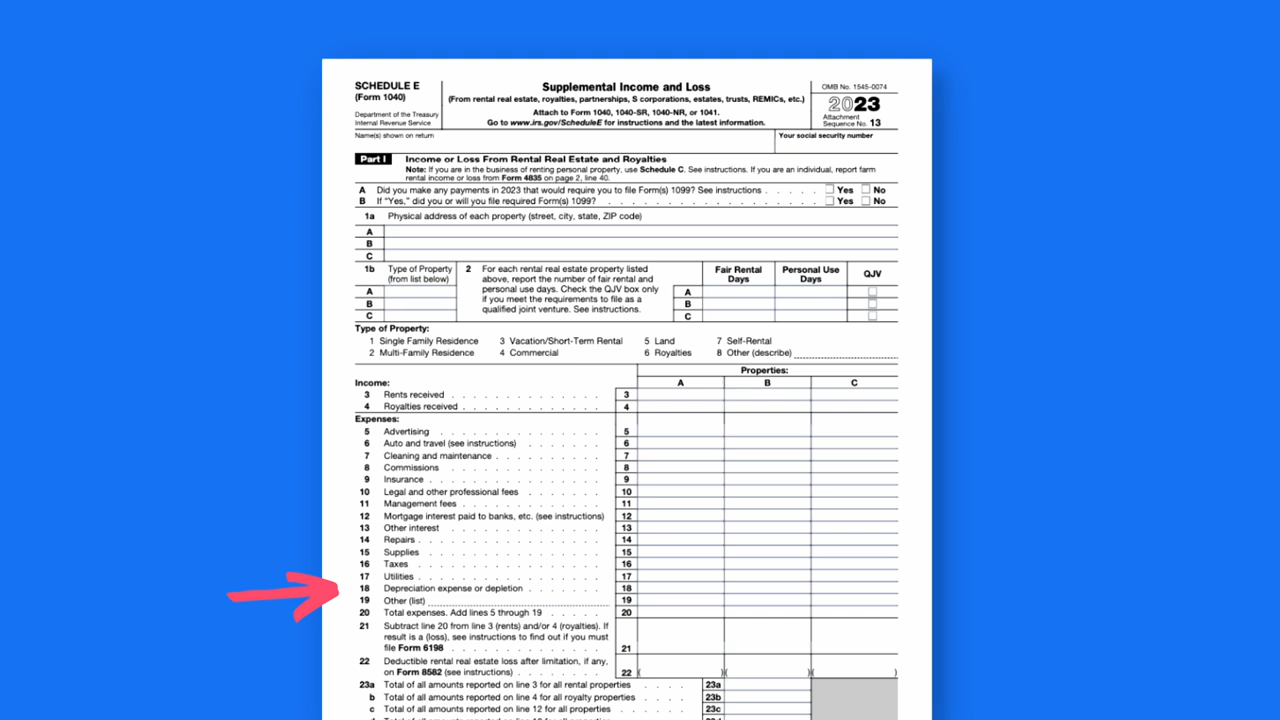 SCHEDULE E
(Form 1040)
Department of the Treasury
Internal Revenue Service
Supplemental Income and Loss
(From rental real estate, royalties, partnerships, S corporations, estates, trusts, REMICs, etc.)
Attach to Form 1040, 1040-SR, 1040-NR, or 1041.
Go to www.irs.gov/ScheduleE for instructions and the latest information.
OMB No. 1545-0074
2023
Attachment
Sequence No. 13
Name(s) shown on return
Your social security number
Part I Income or Loss From Rental Real Estate and Royalties
Note: If you are in the business of renting personal property, use Schedule C. See instructions. If you are an individual, report farm
rental income or loss from Form 4835 on page 2, line 40.
A Did you make any payments in 2023 that would require you to file Form(s) 1099? See instructions . . . . . Yes No
B If “Yes,” did you or will you file required Form(s) 1099? . . . . . . . . . . . . . . . . . . Yes No
1a Physical address of each property (street, city, state, ZIP code)
A
B
C
1b Type of Property
(from list below)
A
B
C
2 For each rental real estate property listed
above, report the number of fair rental and
personal use days. Check the QJV box only
if you meet the requirements to file as a
qualified joint venture. See instructions.
Fair Rental
Days
Personal Use
Days
QJV
A
B
C
Type of Property:
1 Single Family Residence 3 Vacation/Short-Term Rental 5 Land 7 Self-Rental
2 Multi-Family Residence 4 Commercial 6 Royalties 8 Other (describe)
Properties:
Income: A B C
3 Rents received . . . . . . . . . . . . . 3
4 Royalties received . . . . . . . . . . . . 4
Expenses:
5 Advertising . . . . . . . . . . . . . . 5
6 Auto and travel (see instructions) . . . . . . . 6
7 Cleaning and maintenance . . . . . . . . . 7
8 Commissions . . . . . . . . . . . . . 8
9 Insurance . . . . . . . . . . . . . . 9
10 Legal and other professional fees . . . . . . . 10
11 Management fees . . . . . . . . . . . . 11
12 Mortgage interest paid to banks, etc. (see instructions) 12
13 Other interest . . . . . . . . . . . . . 13
14 Repairs . . . . . . . . . . . . . . . 14
15 Supplies . . . . . . . . . . . . . . 15
16 Taxes . . . . . . . . . . . . . . . 16
17 Utilities . . . . . . . . . . . . . . . 17
18 Depreciation expense or depletion . . . . . . . 18
19 Other (list) 19
20 Total expenses. Add lines 5 through 19 . . . . . 20
21 Subtract line 20 from line 3 (rents) and/or 4 (royalties). If
result is a (loss), see instructions to find out if you must
file Form 6198 . . . . . . . . . . . . . 21
22 Deductible rental real estate loss after limitation, if any,
on Form 8582 (see instructions) . . . . . . . 22 ( )( )( )
23a Total of all amounts reported on line 3 for all rental properties . . . . 23a
b Total of all amounts reported on line 4 for all royalty properties . . . . 23b
c Total of all amounts reported on line 12 for all properties . . . . . . 23c